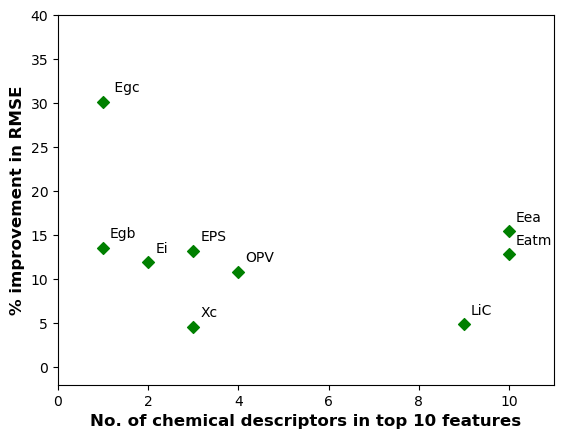 40
35
30
25
20
15
10
5
0
% improvement in RMSE
Egc
Egb
Ei
EPS
OPV
Xc
Eea
Eatm
LiC
0 2 4 6 8 10
No. of chemical descriptors in top 10 features